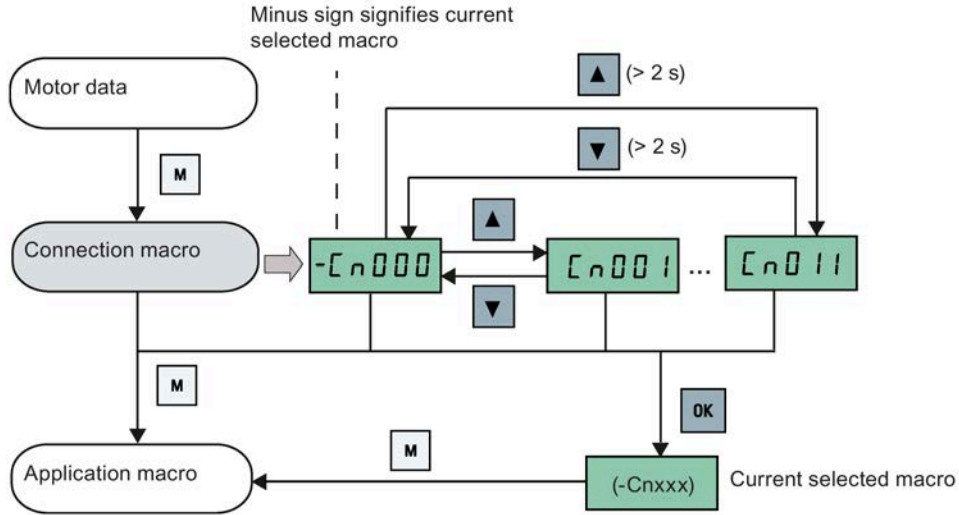 Minus sign signifies current
selected macro
Motor data
▲ (> 2 s)
▼ (> 2 s)
M
Connection macro
▲
-Cn000
Cn001
...
Cn011
▼
M
OK
M
Application macro
(-Cnxxx)
Current selected macro